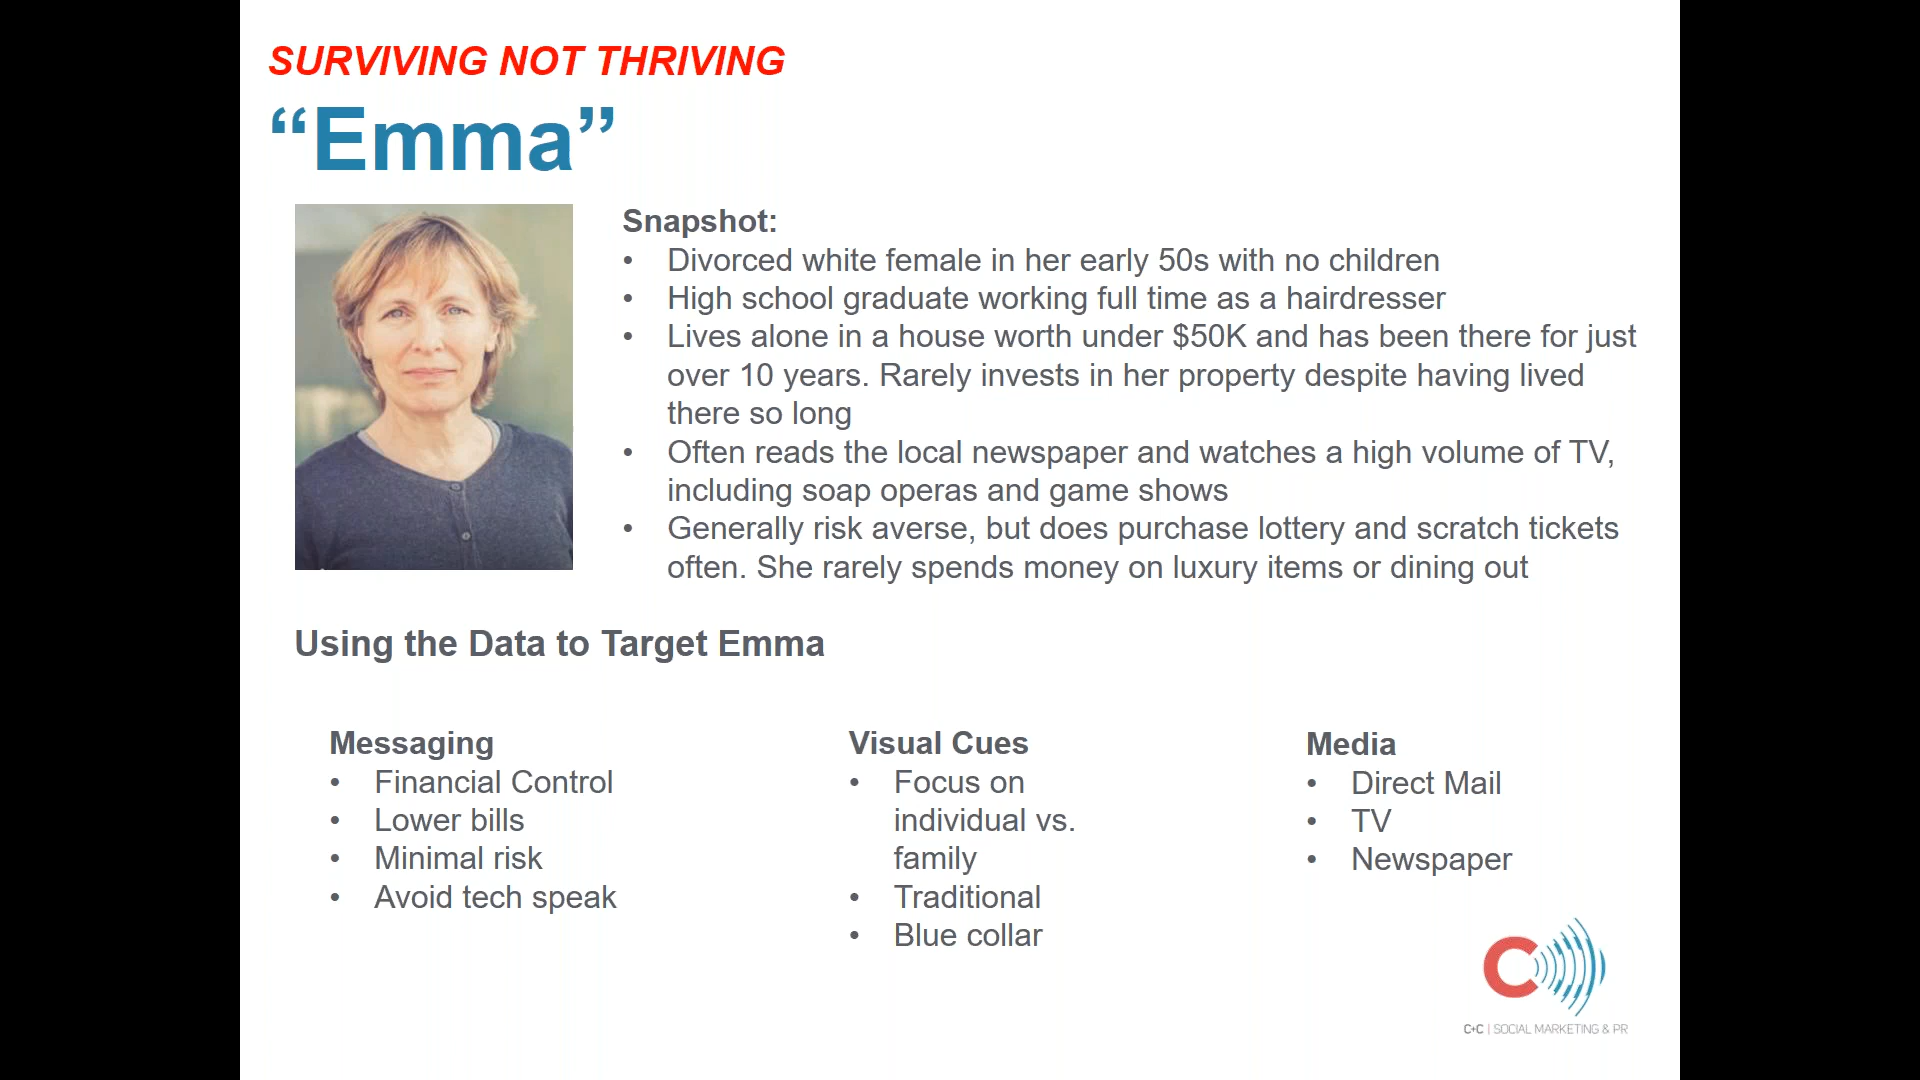 SURVIVING NOT THRIVING
“Emma”
Snapshot:
• Divorced white female in her early 50s with no children
• High school graduate working full time as a hairdresser
• Lives alone in a house worth under $50K and has been there for just
over 10 years. Rarely invests in her property despite having lived
there so long
• Often reads the local newspaper and watches a high volume of TV,
including soap operas and game shows
• Generally risk averse, but does purchase lottery and scratch tickets
often. She rarely spends money on luxury items or dining out
Using the Data to Target Emma
Messaging
• Financial Control
• Lower bills
• Minimal risk
• Avoid tech speak
Visual Cues
• Focus on
individual vs.
family
• Traditional
• Blue collar
Media
• Direct Mail
• TV
• Newspaper
C+C | SOCIAL MARKETING & PR